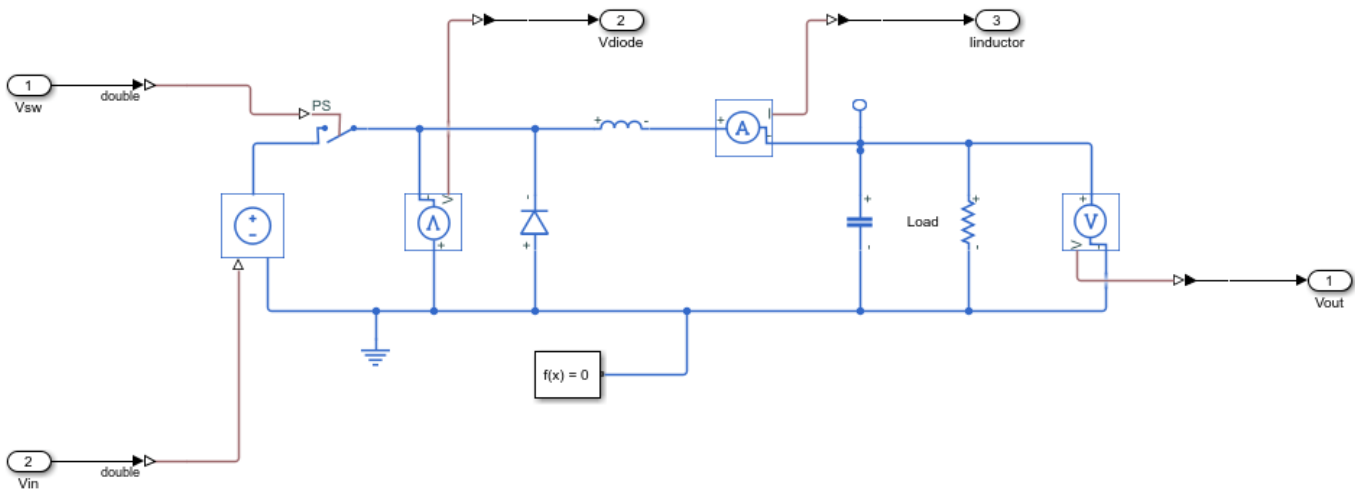 2
Vdiode
3
Iinductor
1
Vsw
double
PS
+
-
+
A
I
-
+
-
V
-
Λ
+
-
+
+
-
Load
+
-
+
V
V
-
1
Vout
f(x) = 0
2
Vin
double